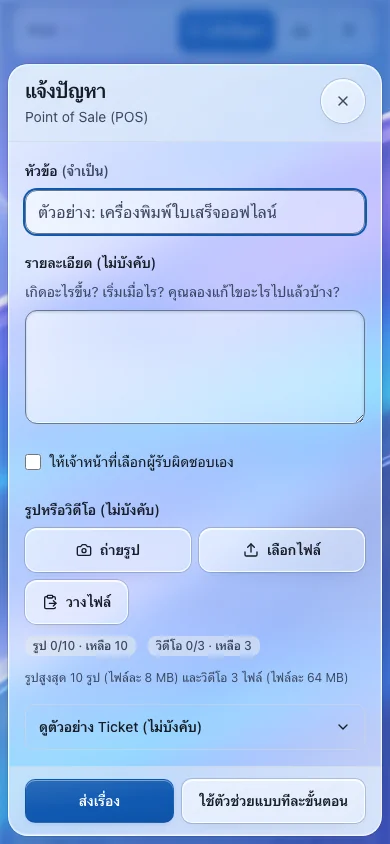 แจ้งปัญหา
Point of Sale (POS)
หัวข้อ (จำเป็น)
ตัวอย่าง: เครื่องพิมพ์ใบเสร็จออฟไลน์
รายละเอียด (ไม่บังคับ)
เกิดอะไรขึ้น? เริ่มเมื่อไร? คุณลองแก้ไขอะไรไปแล้วบ้าง?
ให้เจ้าหน้าที่เลือกผู้รับผิดชอบเอง
รูปหรือวิดีโอ (ไม่บังคับ)
ถ่ายรูป
เลือกไฟล์
วางไฟล์
รูป 0/10 · เหลือ 10
วิดีโอ 0/3 · เหลือ 3
รูปสูงสุด 10 รูป (ไฟล์ละ 8 MB) และวิดีโอ 3 ไฟล์ (ไฟล์ละ 64 MB)
ดูตัวอย่าง Ticket (ไม่บังคับ)
ส่งเรื่อง
ใช้ตัวช่วยแบบทีละขั้นตอน